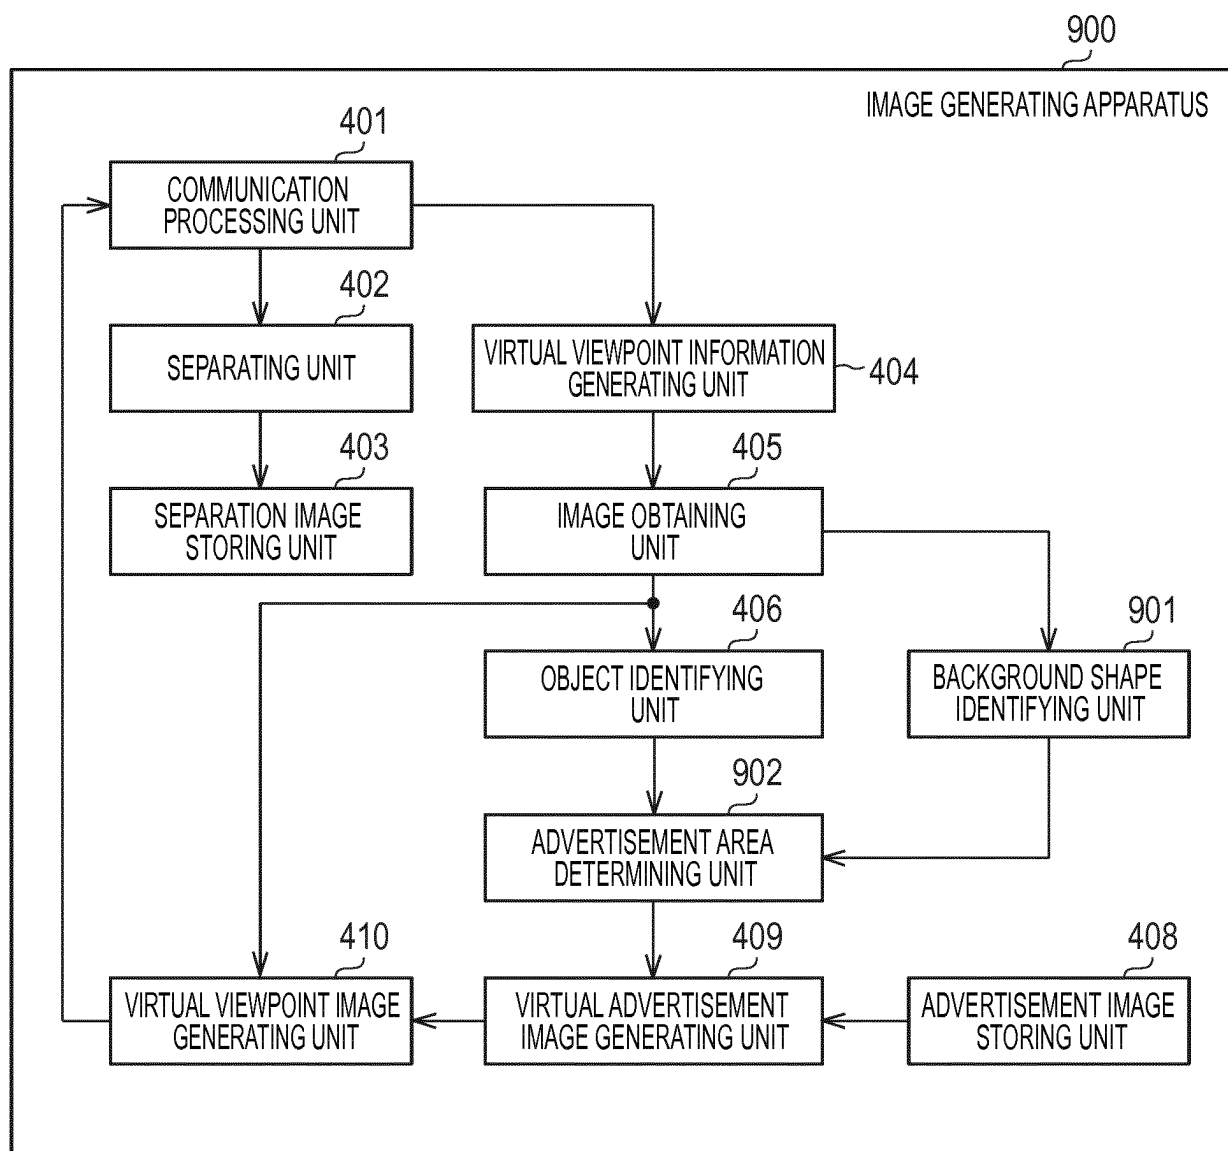 900
IMAGE GENERATING APPARATUS
401
COMMUNICATION
PROCESSING UNIT
402
SEPARATING UNIT
VIRTUAL VIEWPOINT INFORMATION
GENERATING UNIT
404
403
SEPARATION IMAGE
STORING UNIT
405
IMAGE OBTAINING
UNIT
406
OBJECT IDENTIFYING
UNIT
901
BACKGROUND SHAPE
IDENTIFYING UNIT
902
ADVERTISEMENT AREA
DETERMINING UNIT
410
VIRTUAL VIEWPOINT IMAGE
GENERATING UNIT
409
VIRTUAL ADVERTISEMENT
IMAGE GENERATING UNIT
408
ADVERTISEMENT IMAGE
STORING UNIT